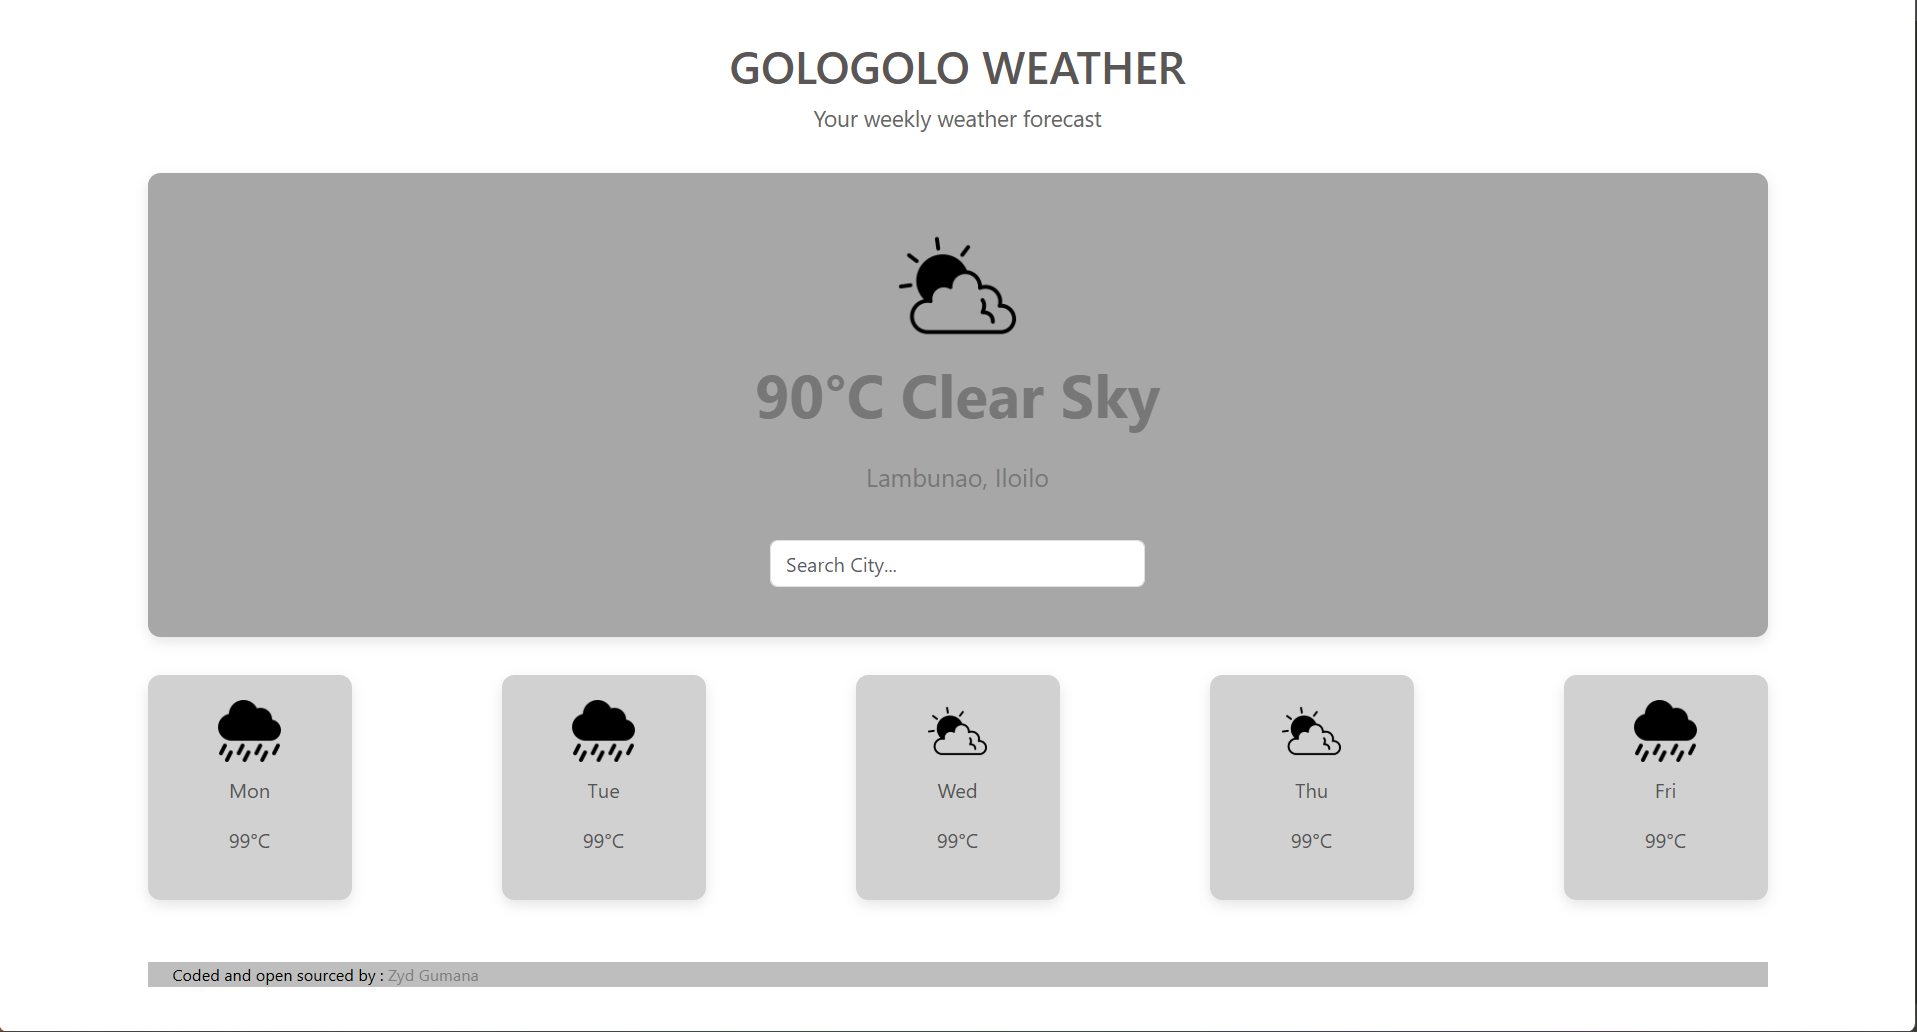 GOLOGOLO WEATHER
Your weekly weather forecast
90°C Clear Sky
Lambunao, Iloilo
Search City...
Mon
99°C
Tue
99°C
Wed
99°C
Thu
99°C
Fri
99°C
Coded and open sourced by : Zyd Gumana